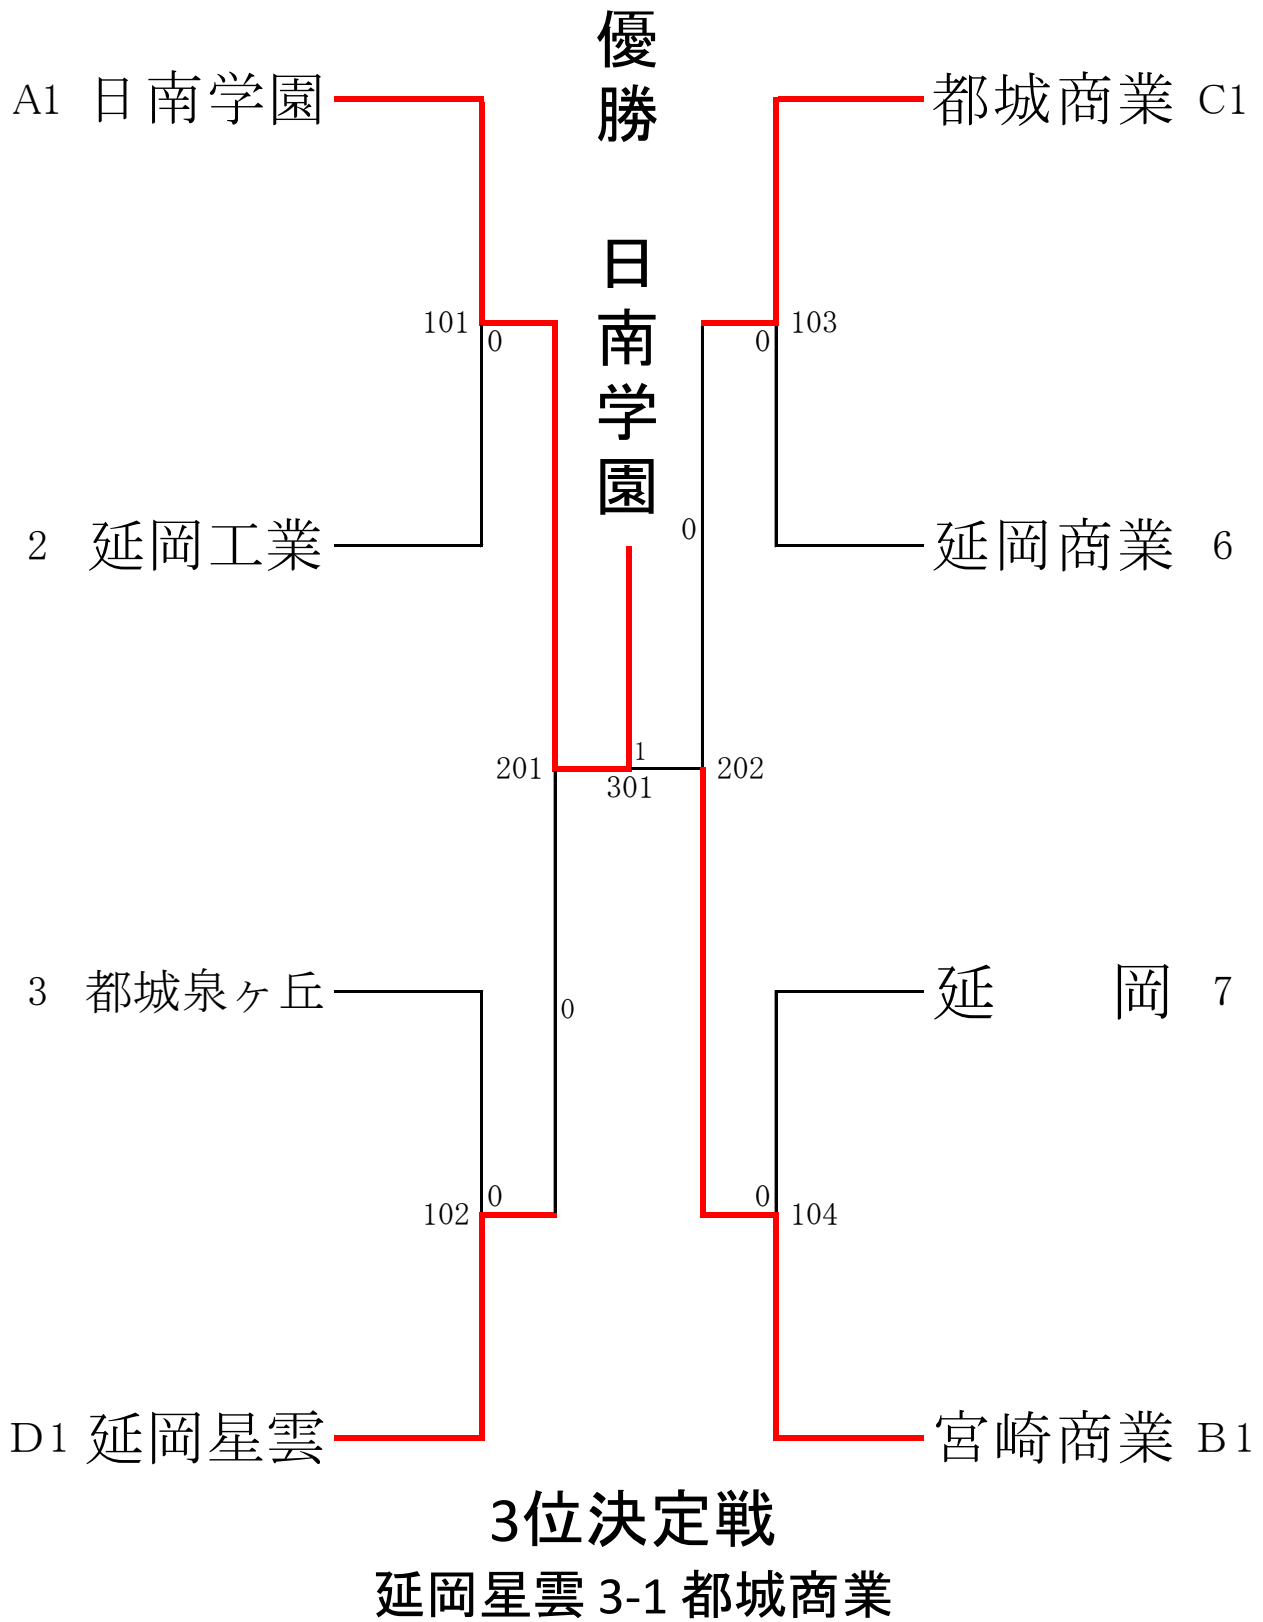 優勝 日南学園
A1 日南学園
都城商業 C1
101
0
0
103
2 延岡工業
0
延岡商業 6
201
1
301
202
3 都城泉ヶ丘
0
延岡 7
102
0
0
104
D1 延岡星雲
宮崎商業 B1
3位決定戦
延岡星雲 3-1 都城商業